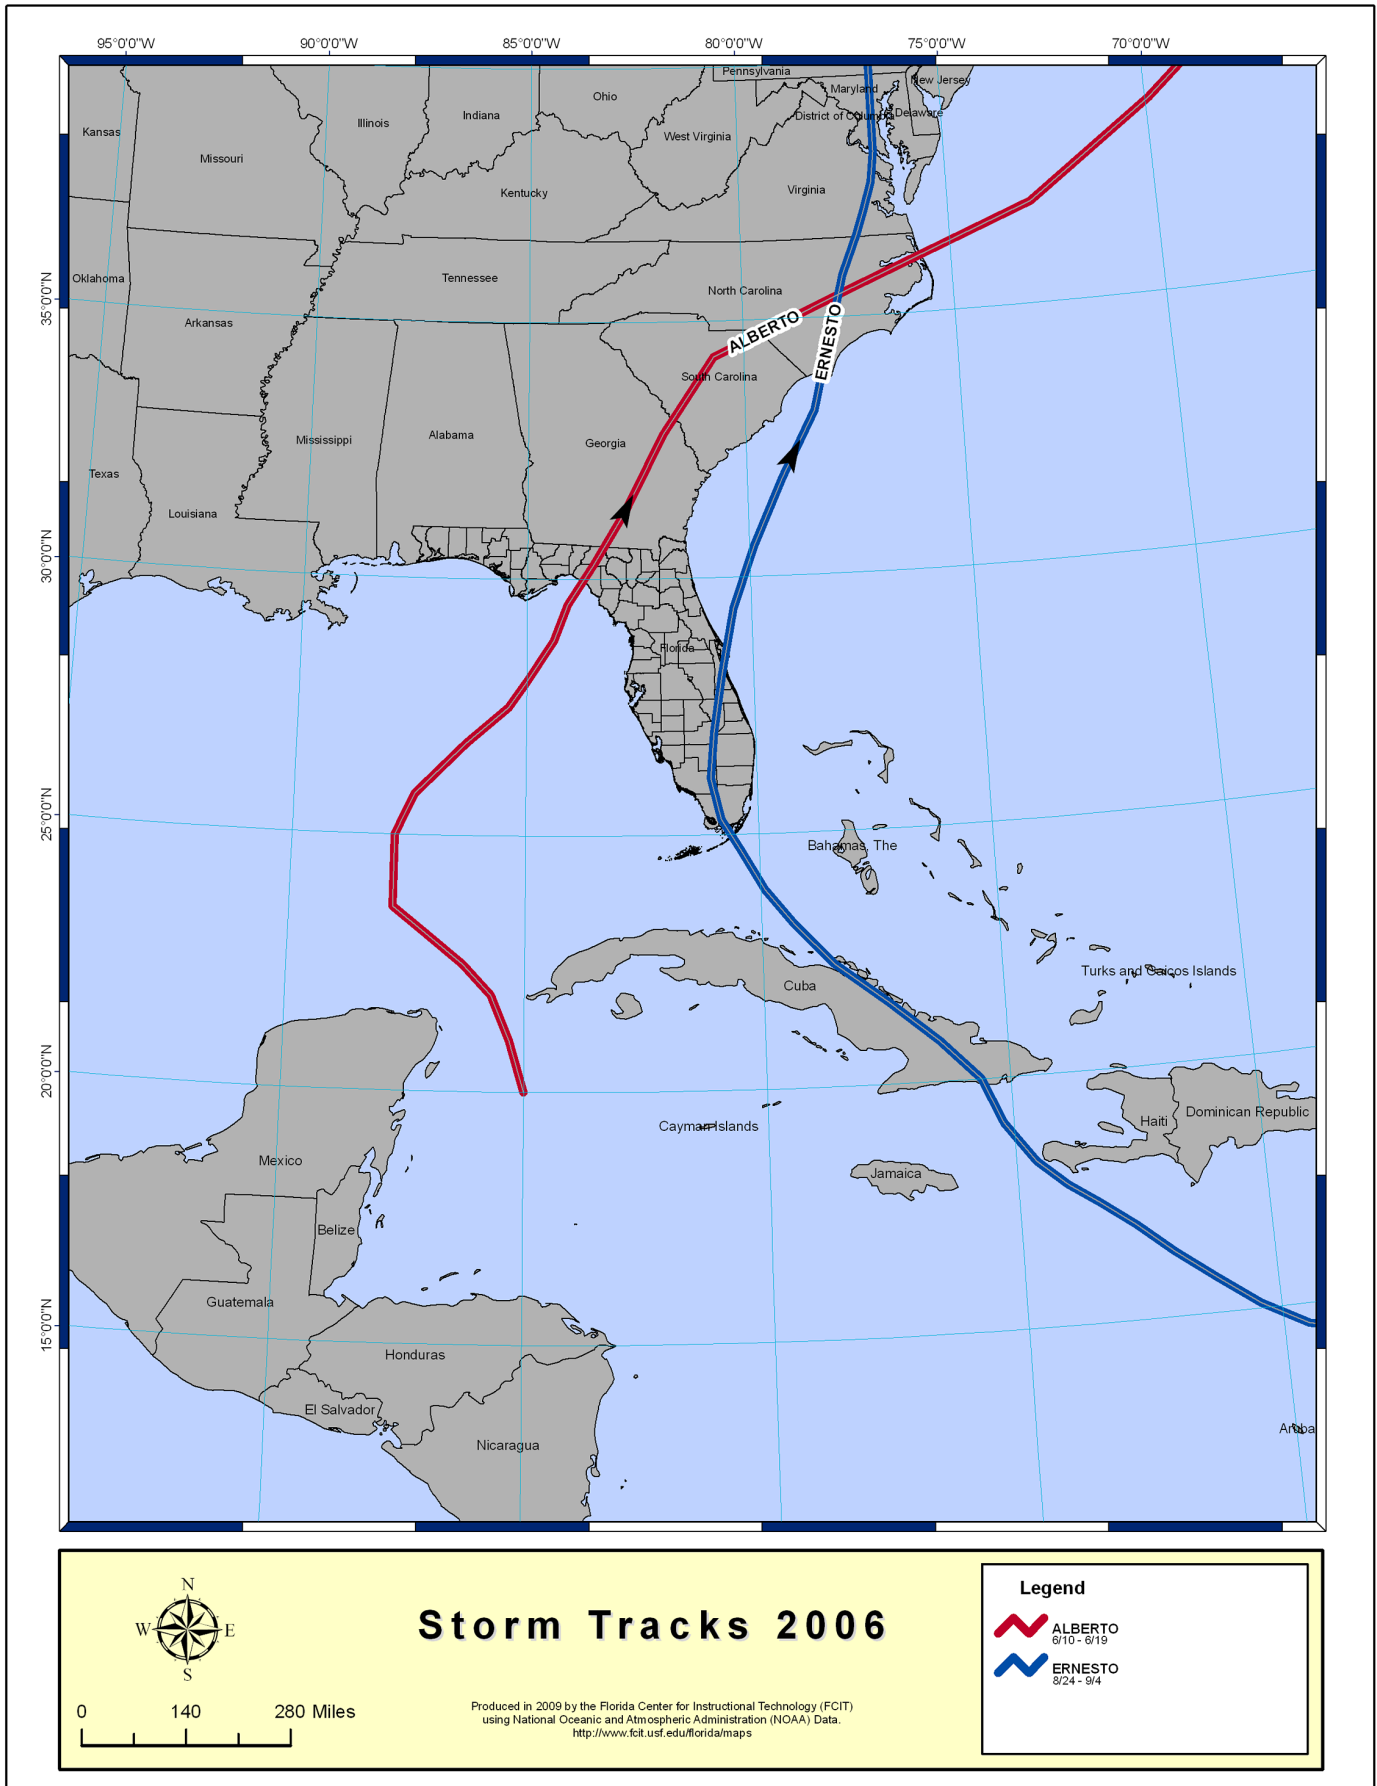 95°0'0"W 90°0'0"W 85°0'0"W 80°0'0"W 75°0'0"W 70°0'0"W
Pennsylvania
New Jersey
Maryland
Ohio
Indiana
District of Columbia
Delaware
Illinois
Kansas
West Virginia
Missouri
Virginia
Kentucky
Tennessee
Oklahoma
North Carolina
35°0'0"N
Arkansas
ALBERTO
ERNESTO
South Carolina
Alabama
Mississippi
Georgia
Texas
Louisiana
30°0'0"N
Florida
25°0'0"N
Bahamas, The
Turks and Caicos Islands
Cuba
20°0'0"N
Dominican Republic
Haiti
Cayman Islands
Mexico
Jamaica
Belize
Guatemala
15°0'0"N
Honduras
El Salvador
Aruba
Nicaragua
N
W E
S
0 140 280 Miles
Storm Tracks 2006
Produced in 2009 by the Florida Center for Instructional Technology (FCIT)
using National Oceanic and Atmospheric Administration (NOAA) Data.
http://www.fcit.usf.edu/florida/maps
Legend
ALBERTO
6/10 - 6/19
ERNESTO
8/24 - 9/4